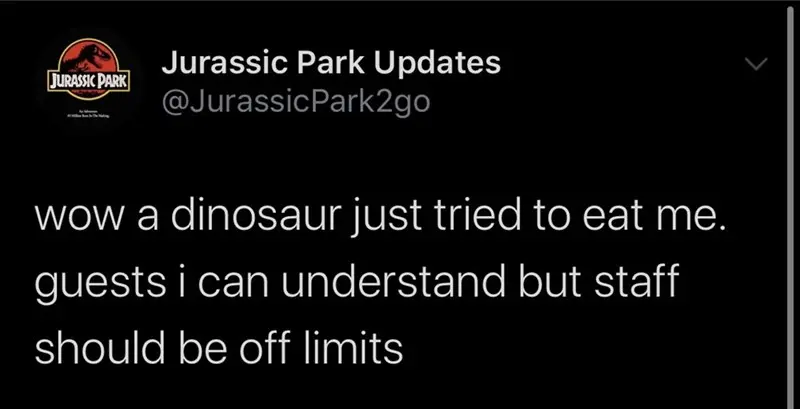 JURASSIC PARK
Jurassic Park Updates
@JurassicPark2go
wow a dinosaur just tried to eat me.
guests i can understand but staff
should be off limits